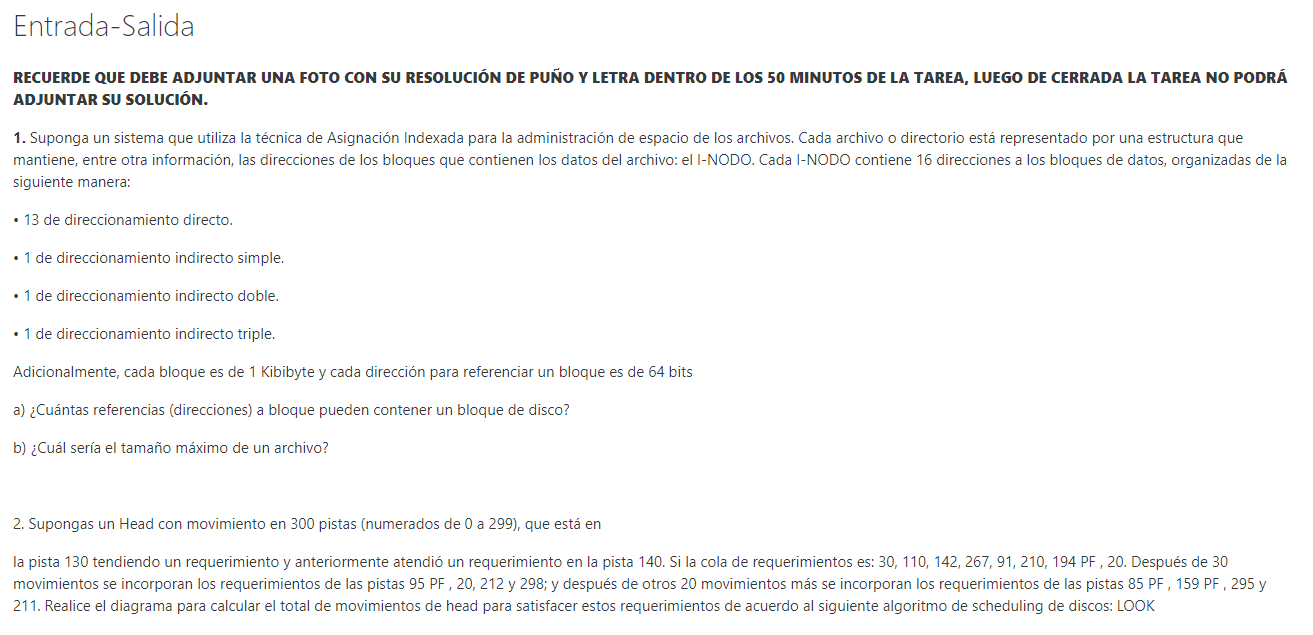 Entrada-Salida
RECUERDE QUE DEBE ADJUNTAR UNA FOTO CON SU RESOLUCIÓN DE PUÑO Y LETRA DENTRO DE LOS 50 MINUTOS DE LA TAREA, LUEGO DE CERRADA LA TAREA NO PODRÁ
ADJUNTAR SU SOLUCIÓN.
1. Suponga un sistema que utiliza la técnica de Asignación Indexada para la administración de espacio de los archivos. Cada archivo o directorio está representado por una estructura que
mantiene, entre otra información, las direcciones de los bloques que contienen los datos del archivo: el I-NODO. Cada I-NODO contiene 16 direcciones a los bloques de datos, organizadas de la
siguiente manera:
• 13 de direccionamiento directo.
• 1 de direccionamiento indirecto simple.
• 1 de direccionamiento indirecto doble.
• 1 de direccionamiento indirecto triple.
Adicionalmente, cada bloque es de 1 Kibibyte y cada dirección para referenciar un bloque es de 64 bits
a) ¿Cuántas referencias (direcciones) a bloque pueden contener un bloque de disco?
b) ¿Cuál sería el tamaño máximo de un archivo?
2. Supongas un Head con movimiento en 300 pistas (numerados de 0 a 299), que está en
la pista 130 tendiendo un requerimiento y anteriormente atendió un requerimiento en la pista 140. Si la cola de requerimientos es: 30, 110, 142, 267, 91, 210, 194 PF , 20. Después de 30
movimientos se incorporan los requerimientos de las pistas 95 PF , 20, 212 y 298; y después de otros 20 movimientos más se incorporan los requerimientos de las pistas 85 PF , 159 PF , 295 y
211. Realice el diagrama para calcular el total de movimientos de head para satisfacer estos requerimientos de acuerdo al siguiente algoritmo de scheduling de discos: LOOK